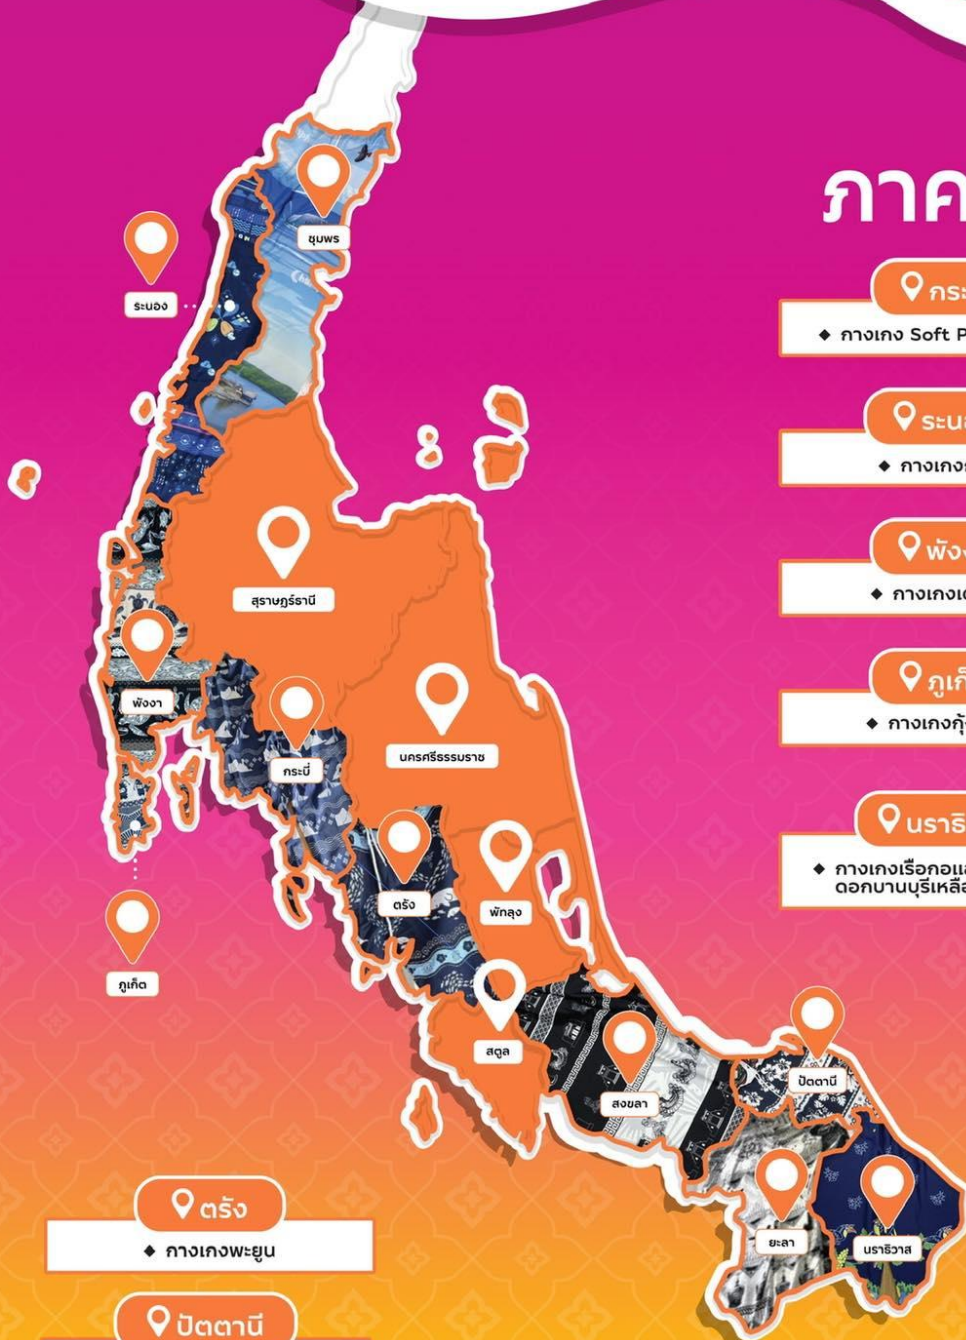 ภาค
ชุมพร
ระนอง
สุราษฎร์ธานี
พังงา
กระบี่
นครศรีธรรมราช
ตรัง
พัทลุง
ภูเก็ต
สตูล
สงขลา
ปัตตานี
ยะลา
นราธิวาส
กระ
◆ กางเกง Soft P
ระนอ
◆ กางเกง
พังง
◆ กางเกงเ
ภูเก็
◆ กางเกงกุ้
นราธิ
◆ กางเกงเรือกอแล
ดอกบานบุรีเหลือ
ตรัง
◆ กางเกงพะยูน
ปัตตานี